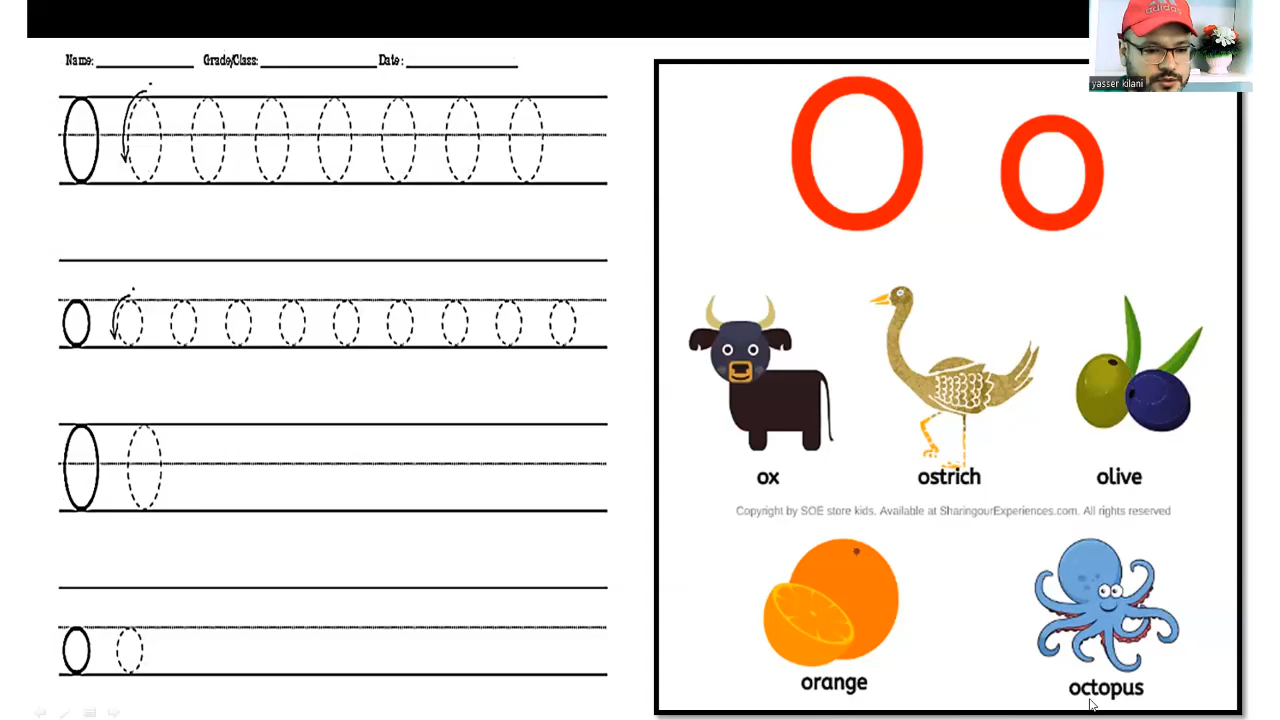 adidas
yasser kilani
Name: Grade/Class: Date :
O
o
O
o
O o
ox ostrich olive
Copyright by SOE store kids. Available at SharingourExperiences.com. All rights reserved
orange octopus